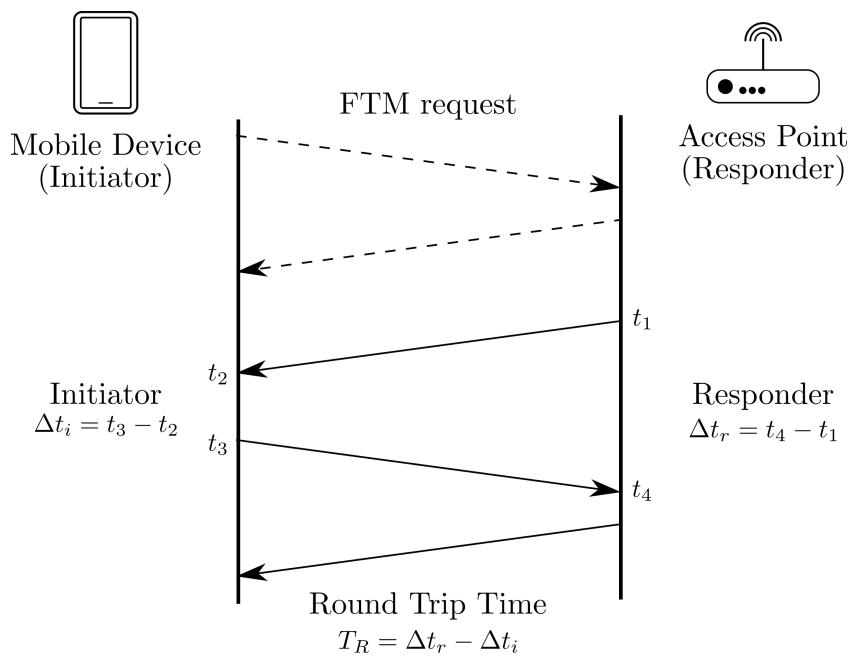 FTM request
Mobile Device
(Initiator)
Access Point
(Responder)
t₁
t₂
Initiator
Δtᵢ = t₃ − t₂
t₃
Responder
Δtᵣ = t₄ − t₁
t₄
Round Trip Time
T_R = Δtᵣ − Δtᵢ